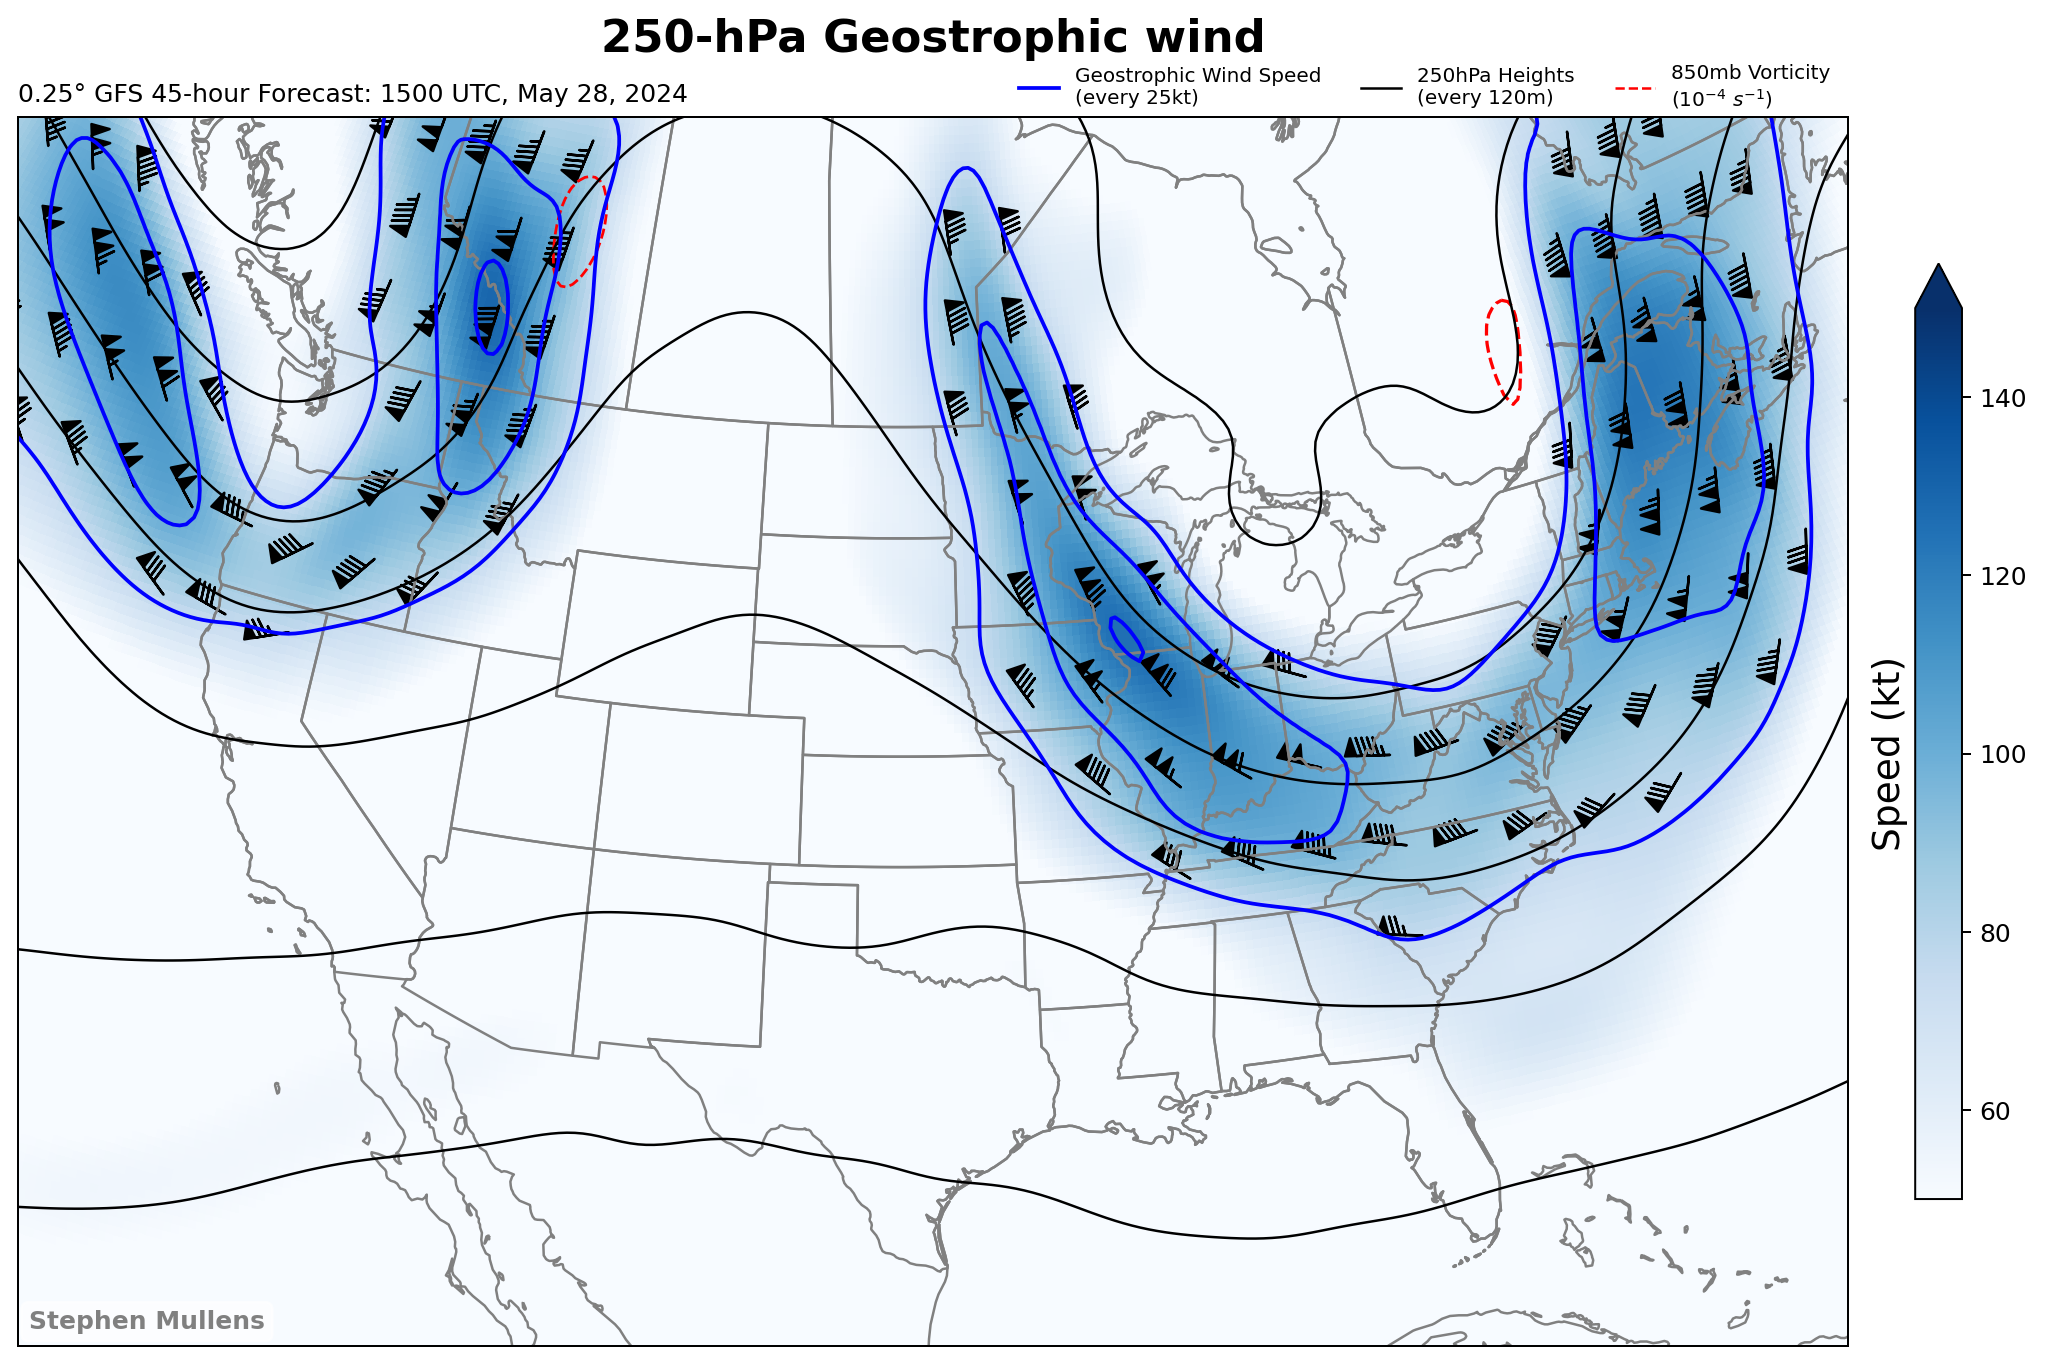 250-hPa Geostrophic wind
0.25° GFS 45-hour Forecast: 1500 UTC, May 28, 2024
Geostrophic Wind Speed
(every 25kt)
250hPa Heights
(every 120m)
850mb Vorticity
(10⁻⁴ s⁻¹)
140
120
100
80
60
Speed (kt)
Stephen Mullens